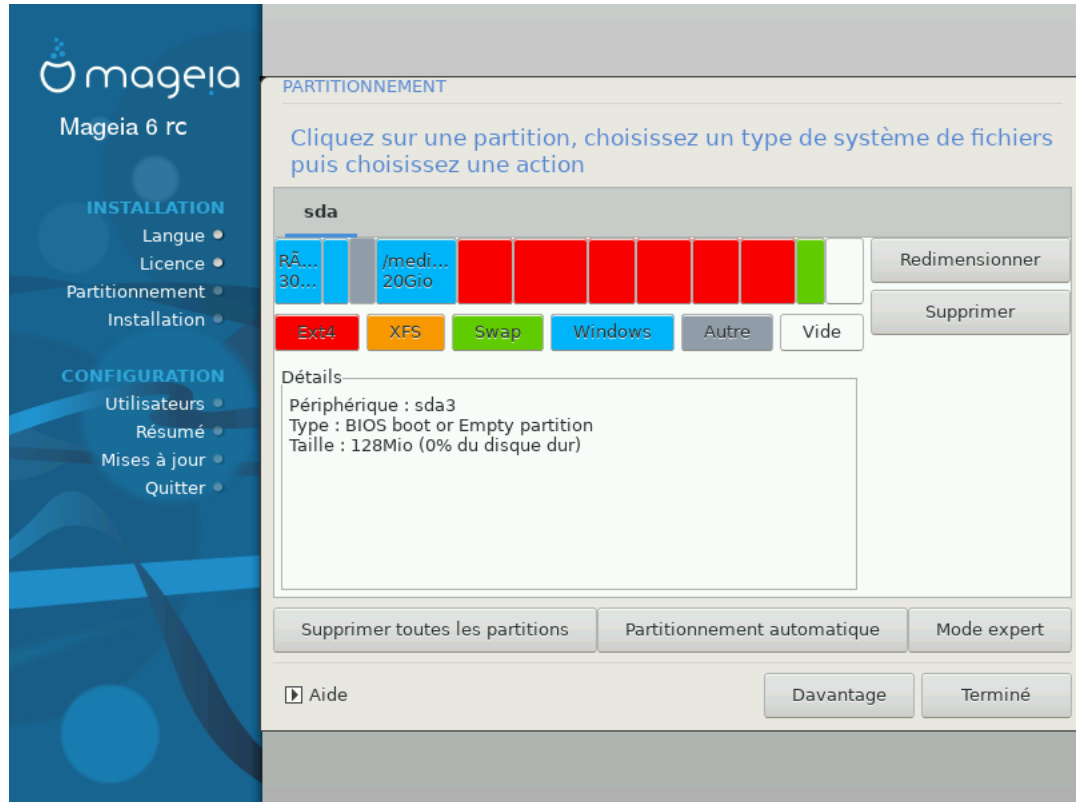 mageia
Mageia 6 rc
INSTALLATION
Langue
Licence
Partitionnement
Installation
CONFIGURATION
Utilisateurs
Résumé
Mises à jour
Quitter
PARTITIONNEMENT
Cliquez sur une partition, choisissez un type de système de fichiers
puis choisissez une action
sda
RÃ...
30...
/medi...
20Gio
Redimensionner
Supprimer
Ext4 XFS Swap Windows Autre Vide
Détails
Périphérique : sda3
Type : BIOS boot or Empty partition
Taille : 128Mio (0% du disque dur)
Supprimer toutes les partitions Partitionnement automatique Mode expert
Aide Davantage Terminé